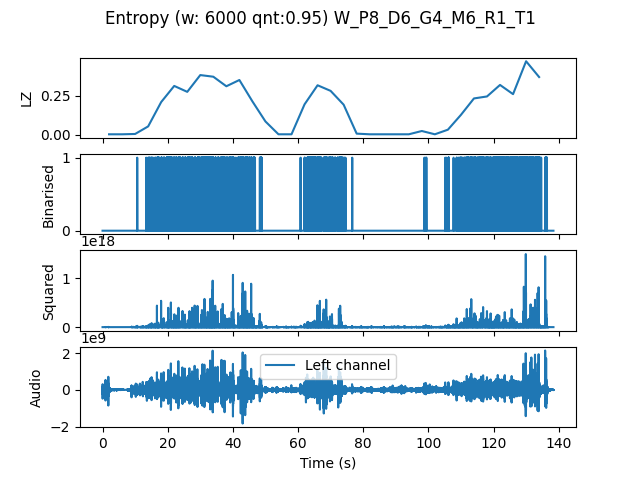 Entropy (w: 6000 qnt:0.95) W_P8_D6_G4_M6_R1_T1
LZ
0.25
0.00
Binarised
1
0
1e18
Squared
1
0
1e9
Audio
2
0
−2
Left channel
0 20 40 60 80 100 120 140
Time (s)